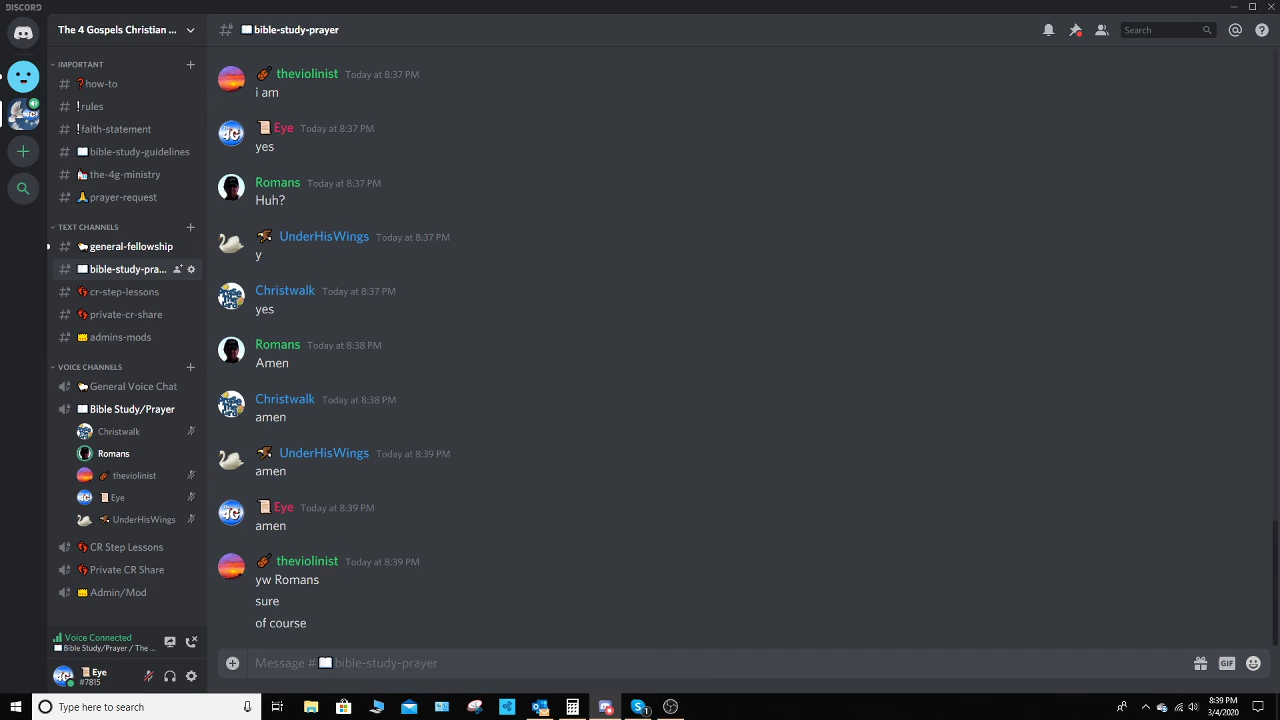 DISCORD
The 4 Gospels Christian ...
IMPORTANT
how-to
rules
faith-statement
bible-study-guidelines
the-4g-ministry
prayer-request
TEXT CHANNELS
general-fellowship
bible-study-pra...
cr-step-lessons
private-cr-share
admins-mods
VOICE CHANNELS
General Voice Chat
Bible Study/Prayer
Christwalk
Romans
theviolinist
Eye
UnderHisWings
CR Step Lessons
Private CR Share
Admin/Mod
Voice Connected
Bible Study/Prayer / The ...
Eye
#7815
bible-study-prayer
Search
theviolinist Today at 8:37 PM
i am
Eye Today at 8:37 PM
yes
Romans Today at 8:37 PM
Huh?
UnderHisWings Today at 8:37 PM
y
Christwalk Today at 8:37 PM
yes
Romans Today at 8:38 PM
Amen
Christwalk Today at 8:38 PM
amen
UnderHisWings Today at 8:39 PM
amen
Eye Today at 8:39 PM
amen
theviolinist Today at 8:39 PM
yw Romans
sure
of course
Message # bible-study-prayer
GIF
Type here to search
8:39 PM
3/4/2020